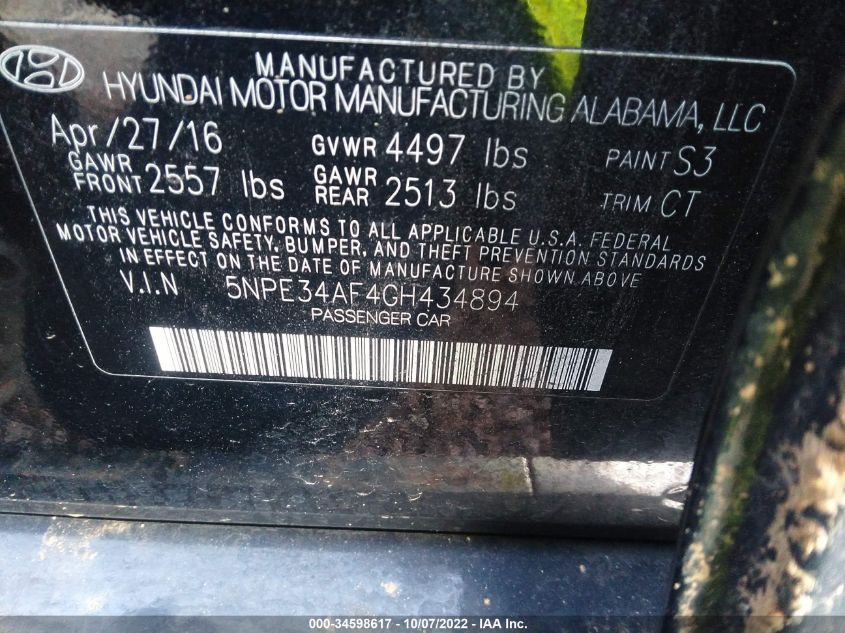 MANUFACTURED BY
HYUNDAI MOTOR MANUFACTURING ALABAMA, LLC
Apr/27/16 GVWR 4497 lbs PAINT S3
GAWR FRONT 2557 lbs GAWR REAR 2513 lbs TRIM CT
THIS VEHICLE CONFORMS TO ALL APPLICABLE U.S.A. FEDERAL
MOTOR VEHICLE SAFETY, BUMPER, AND THEFT PREVENTION STANDARDS
IN EFFECT ON THE DATE OF MANUFACTURE SHOWN ABOVE
V.I.N 5NPE34AF4GH434894
PASSENGER CAR
000-34598617 - 10/07/2022 - IAA Inc.